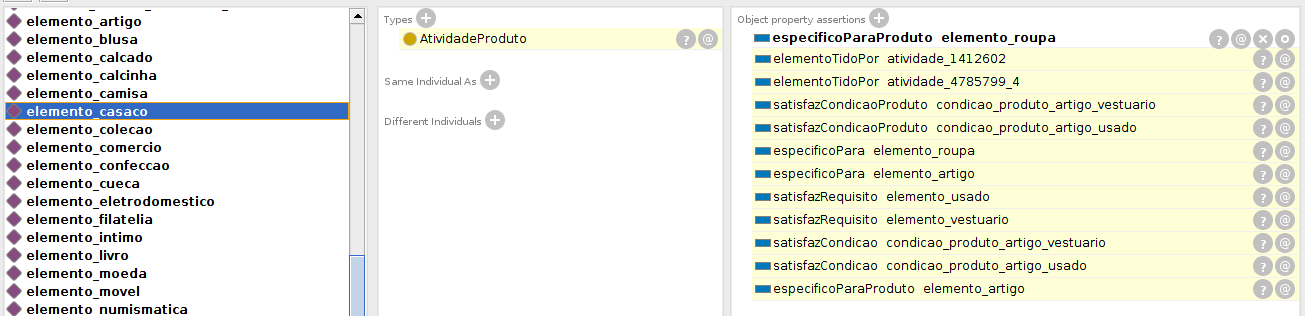 elemento_artigo
elemento_blusa
elemento_calcado
elemento_calcinha
elemento_camisa
elemento_casaco
elemento_colecao
elemento_comercio
elemento_confeccao
elemento_cueca
elemento_eletrodomestico
elemento_filatelia
elemento_intimo
elemento_livro
elemento_moeda
elemento_movel
elemento_numismatica
Types
AtividadeProduto
Same Individual As
Different Individuals
Object property assertions
especificoParaProduto elemento_roupa
elementoTidoPor atividade_1412602
elementoTidoPor atividade_4785799_4
satisfazCondicaoProduto condicao_produto_artigo_vestuario
satisfazCondicaoProduto condicao_produto_artigo_usado
especificoPara elemento_roupa
especificoPara elemento_artigo
satisfazRequisito elemento_usado
satisfazRequisito elemento_vestuario
satisfazCondicao condicao_produto_artigo_vestuario
satisfazCondicao condicao_produto_artigo_usado
especificoParaProduto elemento_artigo